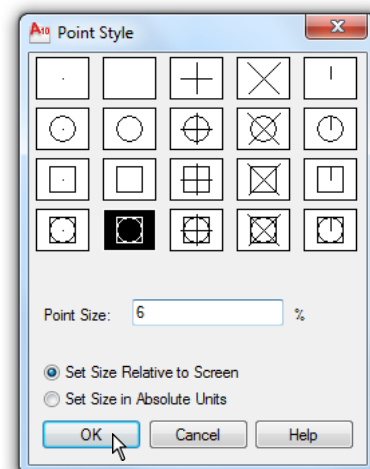 A10 Point Style
Point Size: 6 %
Set Size Relative to Screen
Set Size in Absolute Units
OK Cancel Help